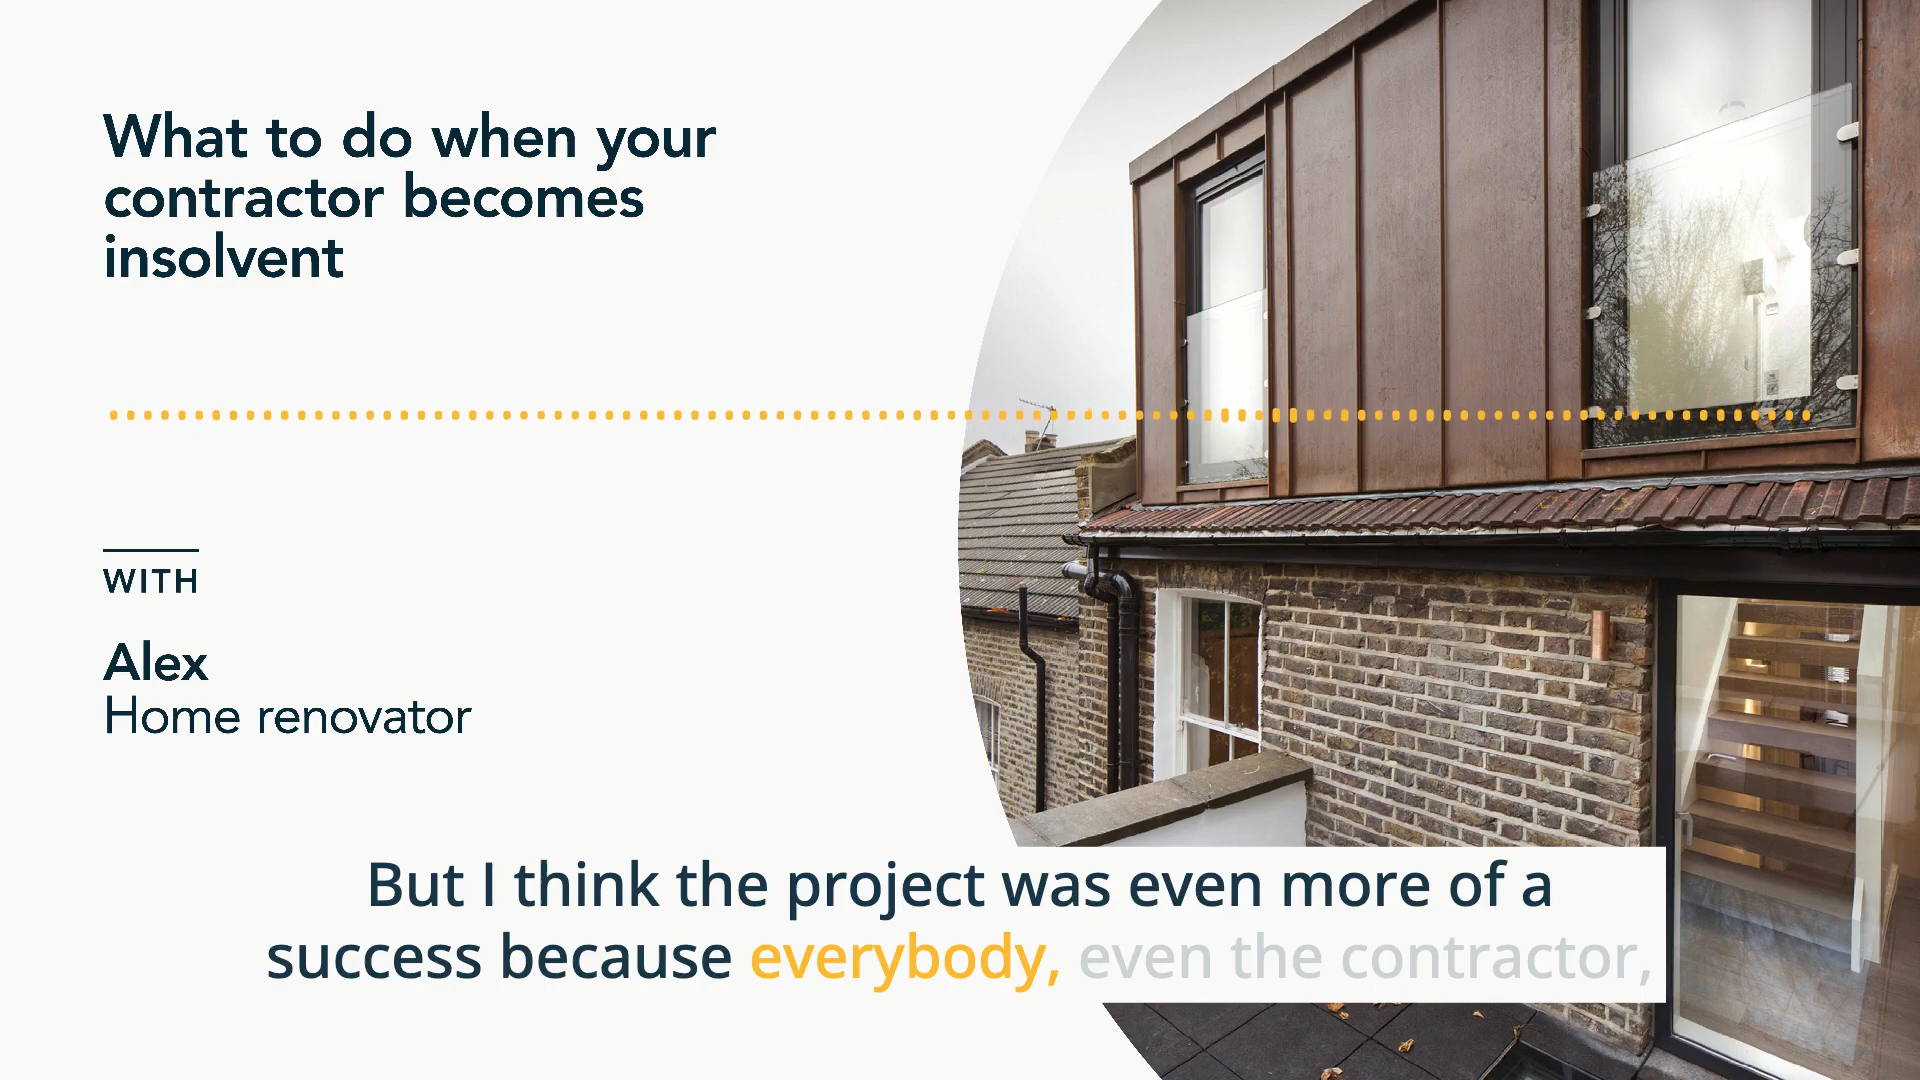 What to do when your
contractor becomes
insolvent
WITH
Alex
Home renovator
But I think the project was even more of a
success because everybody, even the contractor,